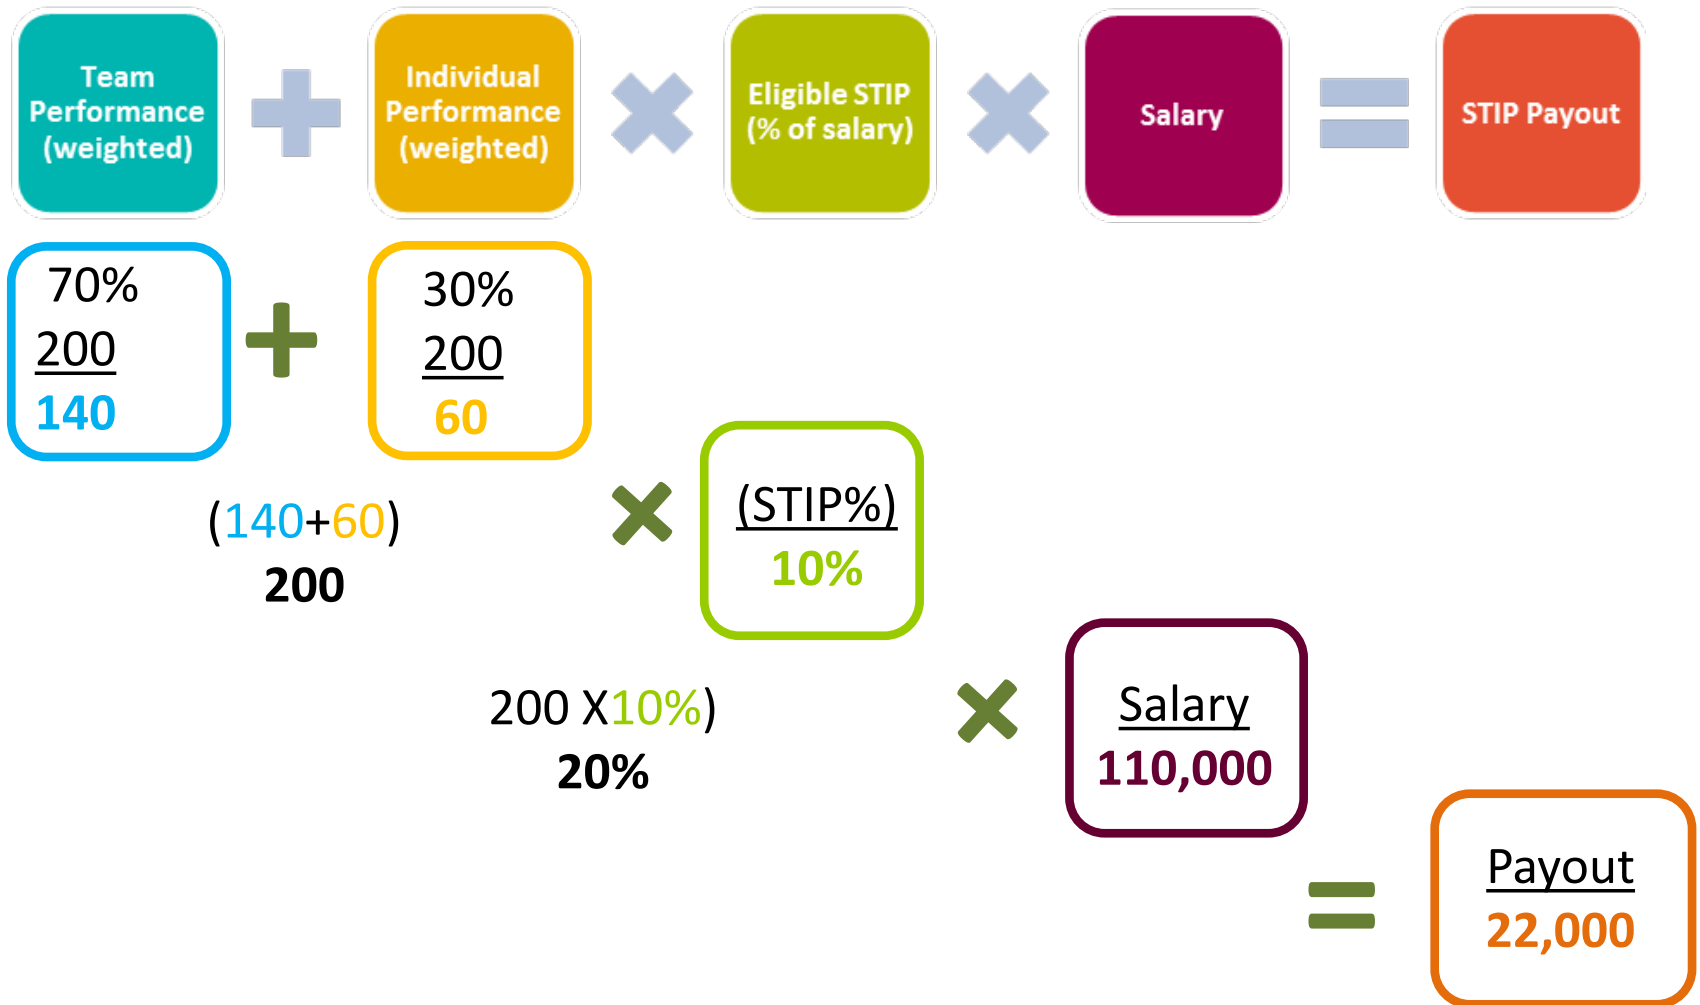 Team
Performance
(weighted)
Individual
Performance
(weighted)
Eligible STIP
(% of salary)
Salary
STIP Payout
70%
200
140
30%
200
60
(140+60)
200
(STIP%)
10%
200 X10%)
20%
Salary
110,000
Payout
22,000